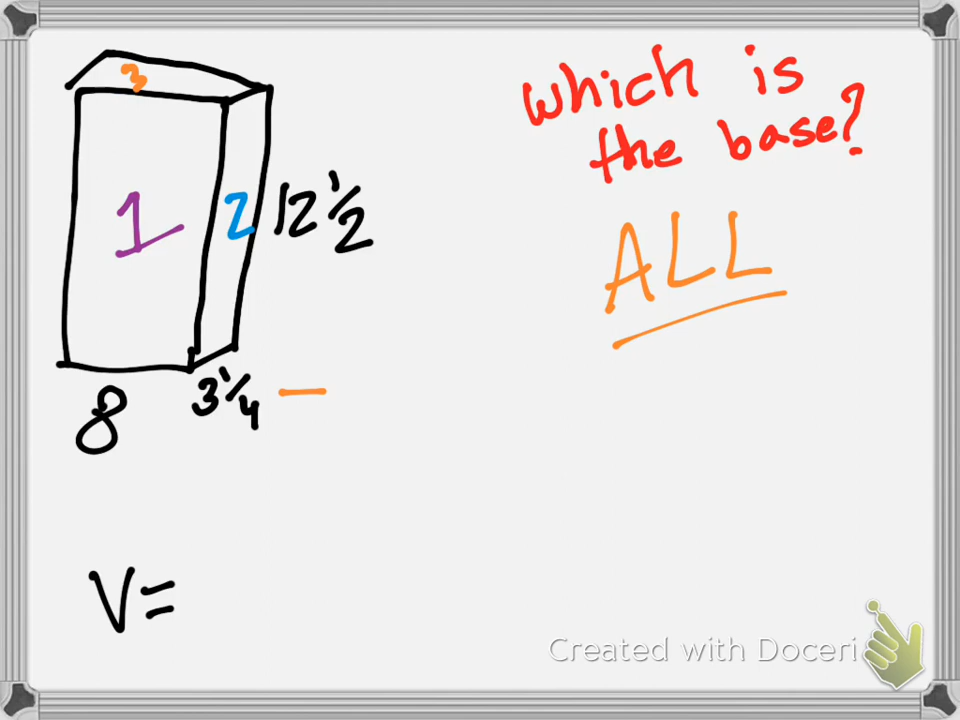 3
which is
the base?
1
2
12 1/2
ALL
8
3 1/4
V=
Created with Doceri